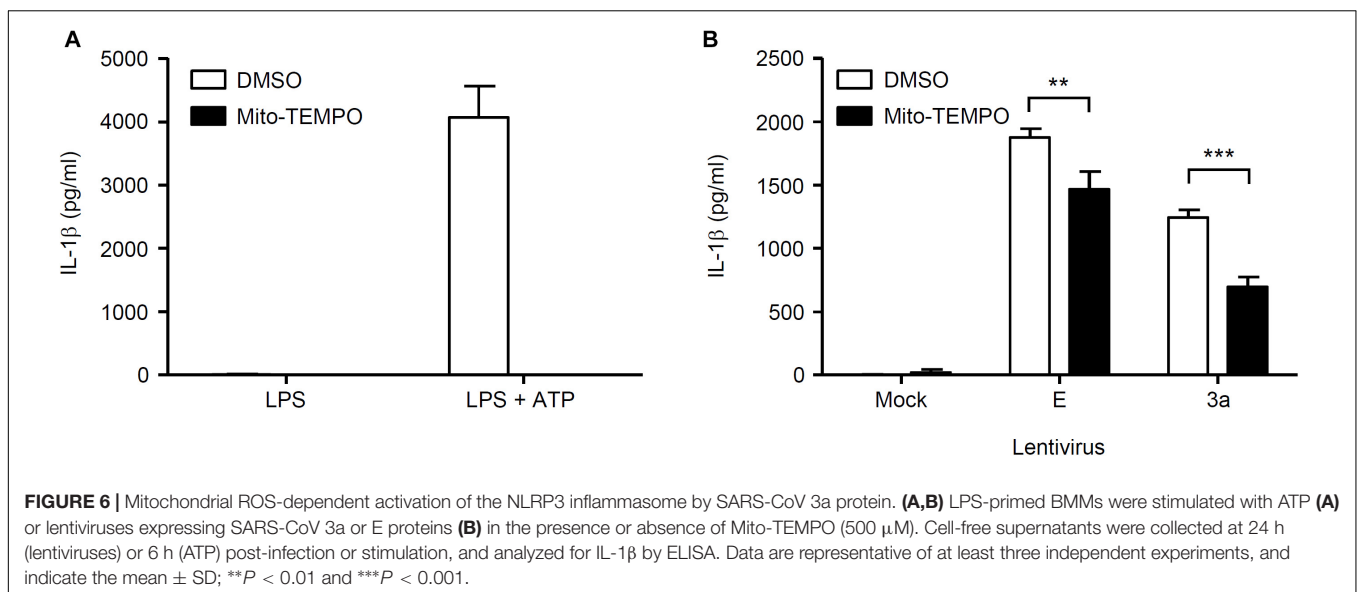 A
5000
4000
3000
2000
1000
0
IL-1β (pg/ml)
DMSO
Mito-TEMPO
LPS
LPS + ATP
B
2500
2000
1500
1000
500
0
IL-1β (pg/ml)
DMSO
Mito-TEMPO
**
***
Mock
E
3a
Lentivirus
FIGURE 6 | Mitochondrial ROS-dependent activation of the NLRP3 inflammasome by SARS-CoV 3a protein. (A,B) LPS-primed BMMs were stimulated with ATP (A)
or lentiviruses expressing SARS-CoV 3a or E proteins (B) in the presence or absence of Mito-TEMPO (500 μM). Cell-free supernatants were collected at 24 h
(lentiviruses) or 6 h (ATP) post-infection or stimulation, and analyzed for IL-1β by ELISA. Data are representative of at least three independent experiments, and
indicate the mean ± SD; **P < 0.01 and ***P < 0.001.